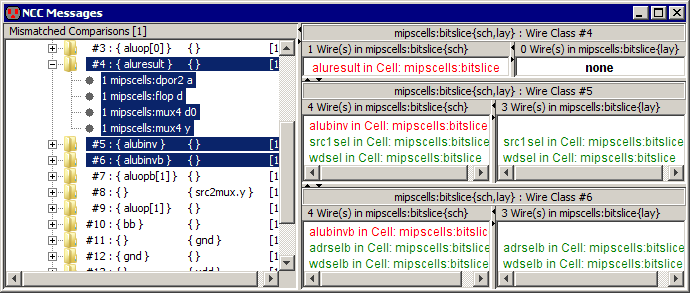 NCC Messages
Mismatched Comparisons [1]
#3 : { aluop[0] } { } [1
#4 : { aluresult } { } [1
1 mipscells:dpor2 a
1 mipscells:flop d
1 mipscells:mux4 d0
1 mipscells:mux4 y
#5 : { alubinv } { } [1
#6 : { alubinvb } { } [1
#7 : { aluopb[1] } { } [1
#8 : { } { src2mux.y } [1
#9 : { aluop[1] } { } [1
#10 : { bb } { } [1
#11 : { } { gnd } [1
#12 : { gnd } { } [1
mipscells:bitslice{sch,lay} : Wire Class #4
1 Wire(s) in mipscells:bitslice{sch}
0 Wire(s) in mipscells:bitslice{lay}
aluresult in Cell: mipscells:bitslice
none
mipscells:bitslice{sch,lay} : Wire Class #5
4 Wire(s) in mipscells:bitslice{sch}
3 Wire(s) in mipscells:bitslice{lay}
alubinv in Cell: mipscells:bitslice
src1sel in Cell: mipscells:bitslice
src1sel in Cell: mipscells:bitslice
wdsel in Cell: mipscells:bitslice
wdsel in Cell: mipscells:bitslice
mipscells:bitslice{sch,lay} : Wire Class #6
4 Wire(s) in mipscells:bitslice{sch}
3 Wire(s) in mipscells:bitslice{lay}
alubinvb in Cell: mipscells:bitslice
adrselb in Cell: mipscells:bitslice
adrselb in Cell: mipscells:bitslice
wdselb in Cell: mipscells:bitslice
wdselb in Cell: mipscells:bitslice